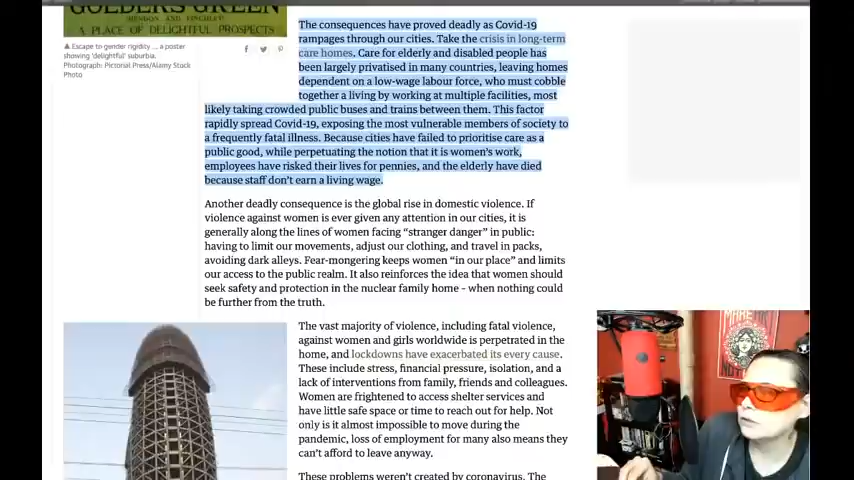 GOLDERS GREEN
(HENDON AND FINCHLEY)
A PLACE OF DELIGHTFUL PROSPECTS
▲ Escape to gender rigidity ... a poster
showing 'delightful' suburbia.
Photograph: Pictorial Press/Alamy Stock
Photo
The consequences have proved deadly as Covid-19
rampages through our cities. Take the crisis in long-term
care homes. Care for elderly and disabled people has
been largely privatised in many countries, leaving homes
dependent on a low-wage labour force, who must cobble
together a living by working at multiple facilities, most
likely taking crowded public buses and trains between them. This factor
rapidly spread Covid-19, exposing the most vulnerable members of society to
a frequently fatal illness. Because cities have failed to prioritise care as a
public good, while perpetuating the notion that it is women's work,
employees have risked their lives for pennies, and the elderly have died
because staff don't earn a living wage.
Another deadly consequence is the global rise in domestic violence. If
violence against women is ever given any attention in our cities, it is
generally along the lines of women facing "stranger danger" in public:
having to limit our movements, adjust our clothing, and travel in packs,
avoiding dark alleys. Fear-mongering keeps women "in our place" and limits
our access to the public realm. It also reinforces the idea that women should
seek safety and protection in the nuclear family home – when nothing could
be further from the truth.
The vast majority of violence, including fatal violence,
against women and girls worldwide is perpetrated in the
home, and lockdowns have exacerbated its every cause.
These include stress, financial pressure, isolation, and a
lack of interventions from family, friends and colleagues.
Women are frightened to access shelter services and
have little safe space or time to reach out for help. Not
only is it almost impossible to move during the
pandemic, loss of employment for many also means they
can't afford to leave anyway.
These problems weren't created by coronavirus. The
MAKE ART